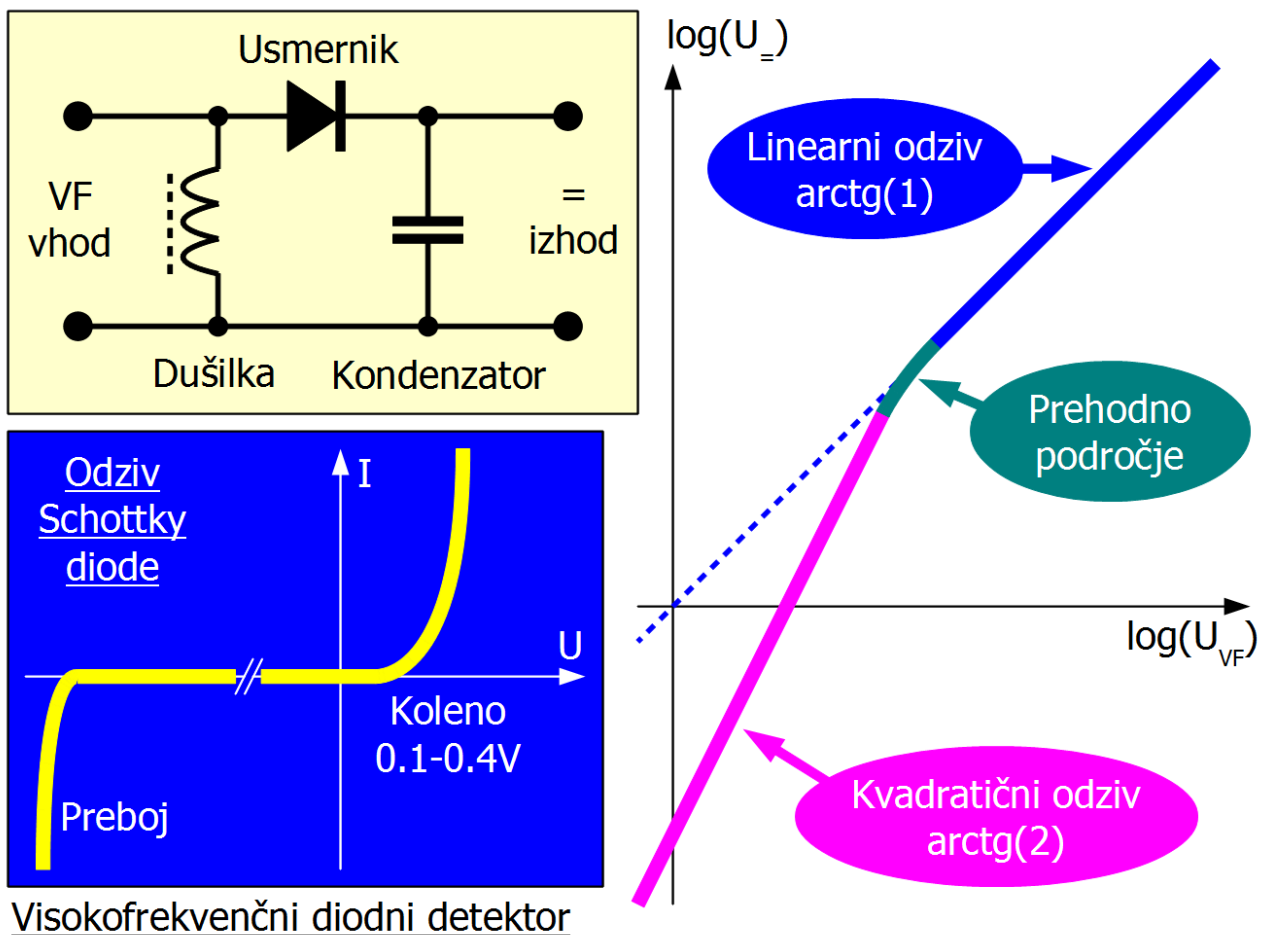 Usmernik
VF
vhod
=
izhod
Dušilka
Kondenzator
Odziv
Schottky
diode
I
U
Koleno
0.1-0.4V
Preboj
Visokofrekvenčni diodni detektor
log(U=)
Linearni odziv
arctg(1)
Prehodno
področje
log(UVF)
Kvadratični odziv
arctg(2)